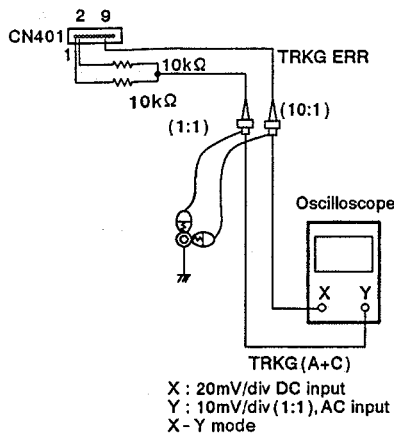 2 9
CN401
1
10kΩ
10kΩ
TRKG ERR
(1:1)
(10:1)
Oscilloscope
X Y
TRKG (A+C)
X : 20mV/div DC input
Y : 10mV/div (1:1), AC input
X - Y mode